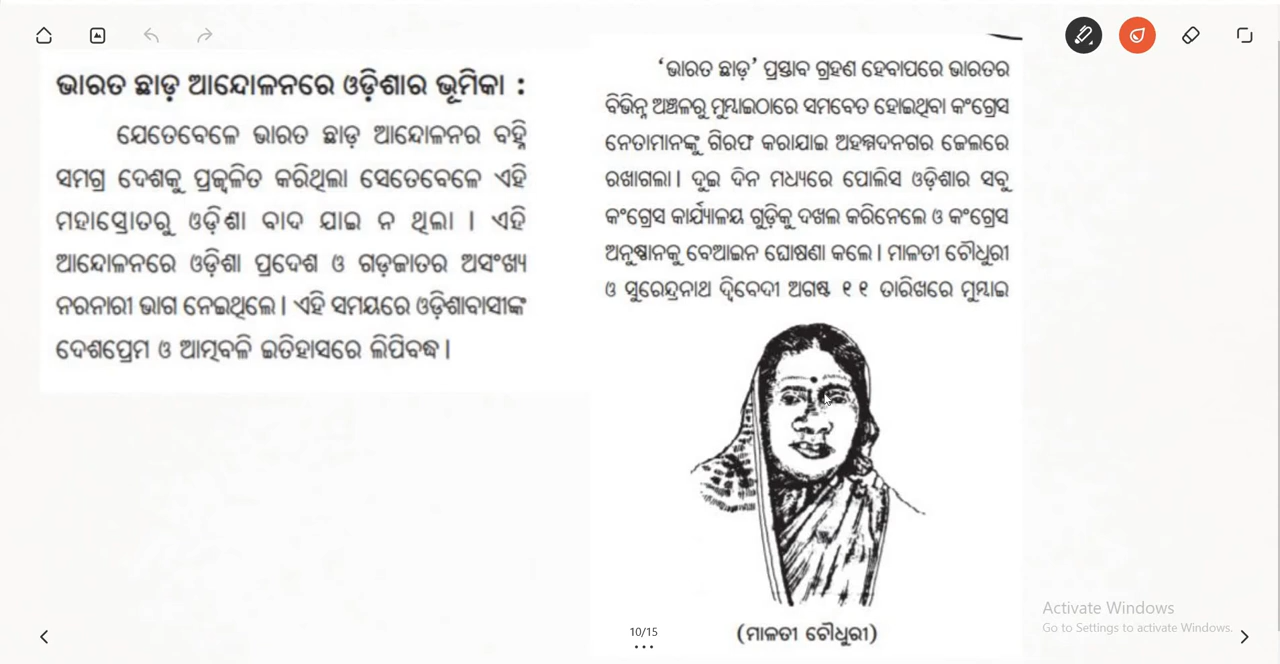 ଭାରତ ଛାଡ଼ ଆନ୍ଦୋଳନରେ ଓଡ଼ିଶାର ଭୂମିକା :
ଯେତେବେଳେ ଭାରତ ଛାଡ଼ ଆନ୍ଦୋଳନର ବହ୍ନି
ସମଗ୍ର ଦେଶକୁ ପ୍ରଜ୍ଜ୍ୱଳିତ କରିଥିଲା ସେତେବେଳେ ଏହି
ମହାସ୍ରୋତରୁ ଓଡ଼ିଶା ବାଦ ଯାଇ ନ ଥିଲା । ଏହି
ଆନ୍ଦୋଳନରେ ଓଡ଼ିଶା ପ୍ରଦେଶ ଓ ଗଡ଼ଜାତର ଅସଂଖ୍ୟ
ନରନାରୀ ଭାଗ ନେଇଥିଲେ । ଏହି ସମୟରେ ଓଡ଼ିଶାବାସୀଙ୍କ
ଦେଶପ୍ରେମ ଓ ଆତ୍ମବଳି ଇତିହାସରେ ଲିପିବଦ୍ଧ ।
‘ଭାରତ ଛାଡ଼’ ପ୍ରସ୍ତାବ ଗ୍ରହଣ ହେବାପରେ ଭାରତର
ବିଭିନ୍ନ ଅଞ୍ଚଳରୁ ମୁମ୍ବାଇଠାରେ ସମବେତ ହୋଇଥିବା କଂଗ୍ରେସ
ନେତାମାନଙ୍କୁ ଗିରଫ କରାଯାଇ ଅହମ୍ମଦନଗର ଜେଲରେ
ରଖାଗଲା । ଦୁଇ ଦିନ ମଧ୍ୟରେ ପୋଲିସ ଓଡ଼ିଶାର ସବୁ
କଂଗ୍ରେସ କାର୍ଯ୍ୟାଳୟ ଗୁଡ଼ିକୁ ଦଖଲ କରିନେଲେ ଓ କଂଗ୍ରେସ
ଅନୁଷ୍ଠାନକୁ ବେଆଇନ ଘୋଷଣା କଲେ । ମାଳତୀ ଚୌଧୁରୀ
ଓ ସୁରେନ୍ଦ୍ରନାଥ ଦ୍ୱିବେଦୀ ଅଗଷ୍ଟ ୧୧ ତାରିଖରେ ମୁମ୍ବାଇ
(ମାଳତୀ ଚୌଧୁରୀ)
10/15
Activate Windows
Go to Settings to activate Windows.